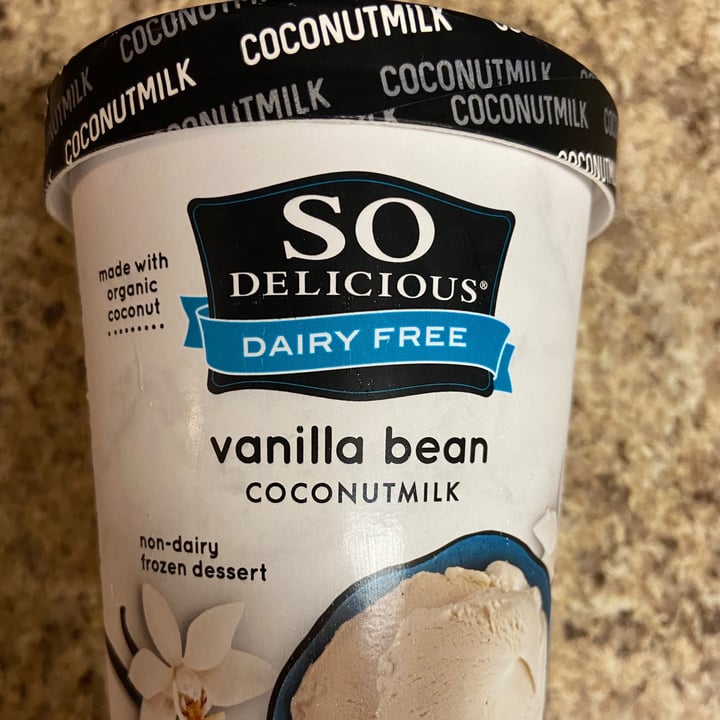 COCONUTMILK
COCONUTMILK
COCONUTMILK
COCONUTMILK
SO
DELICIOUS®
DAIRY FREE
made with
organic
coconut
vanilla bean
COCONUTMILK
non-dairy
frozen dessert